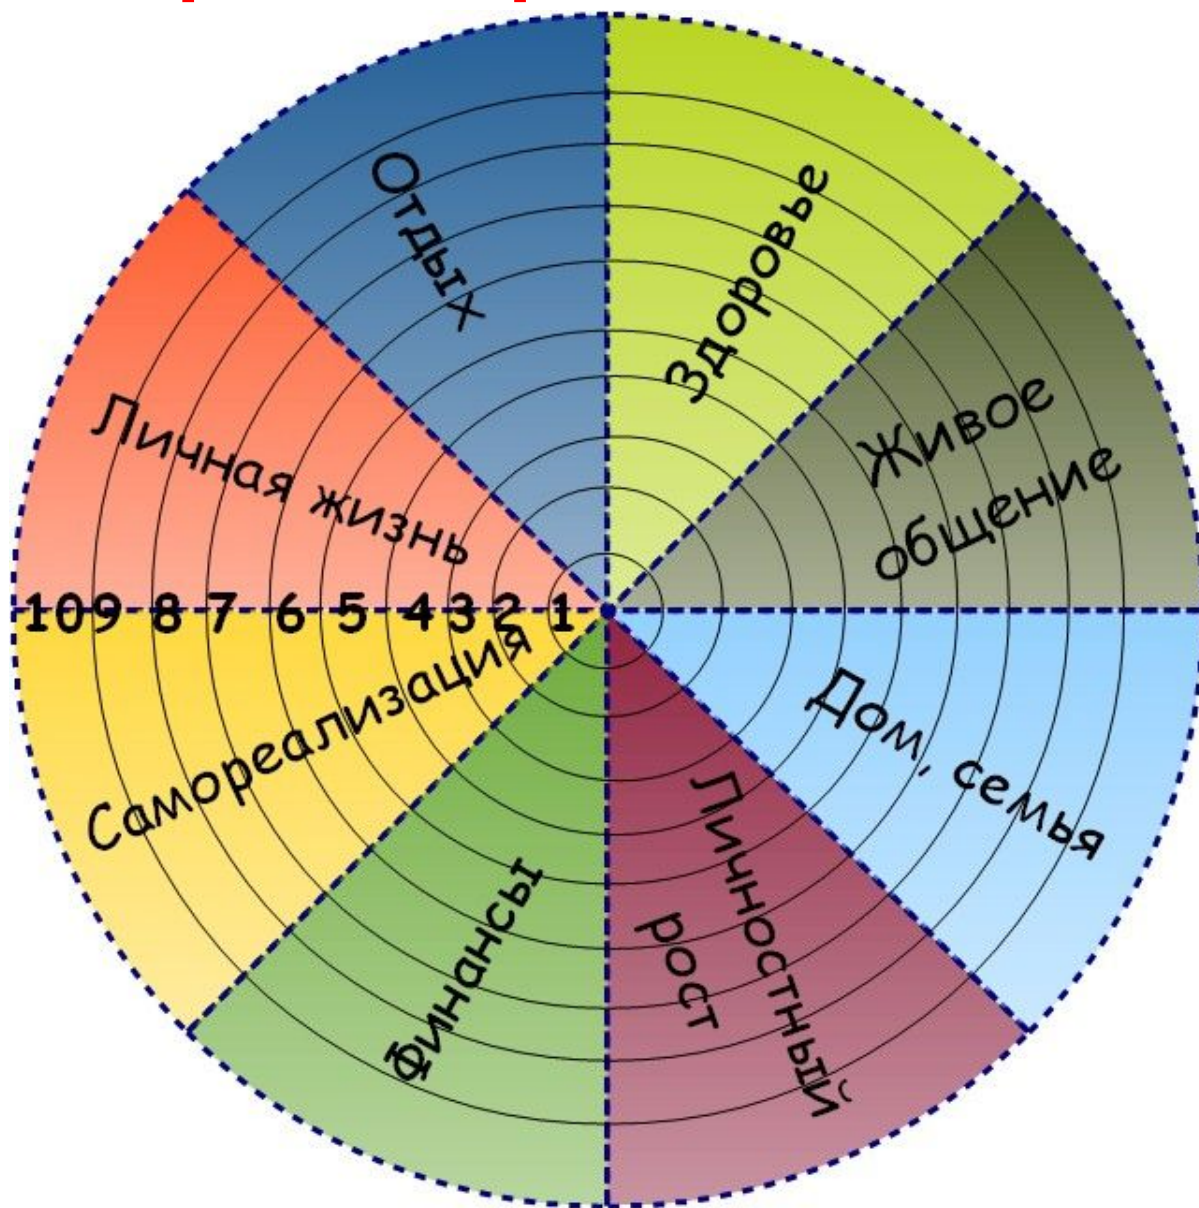 Отдых
Здоровье
Живое
общение
Личная жизнь
10 9 8 7 6 5 4 3 2 1
Самореализация
Дом, семья
Финансы
Личностный
рост